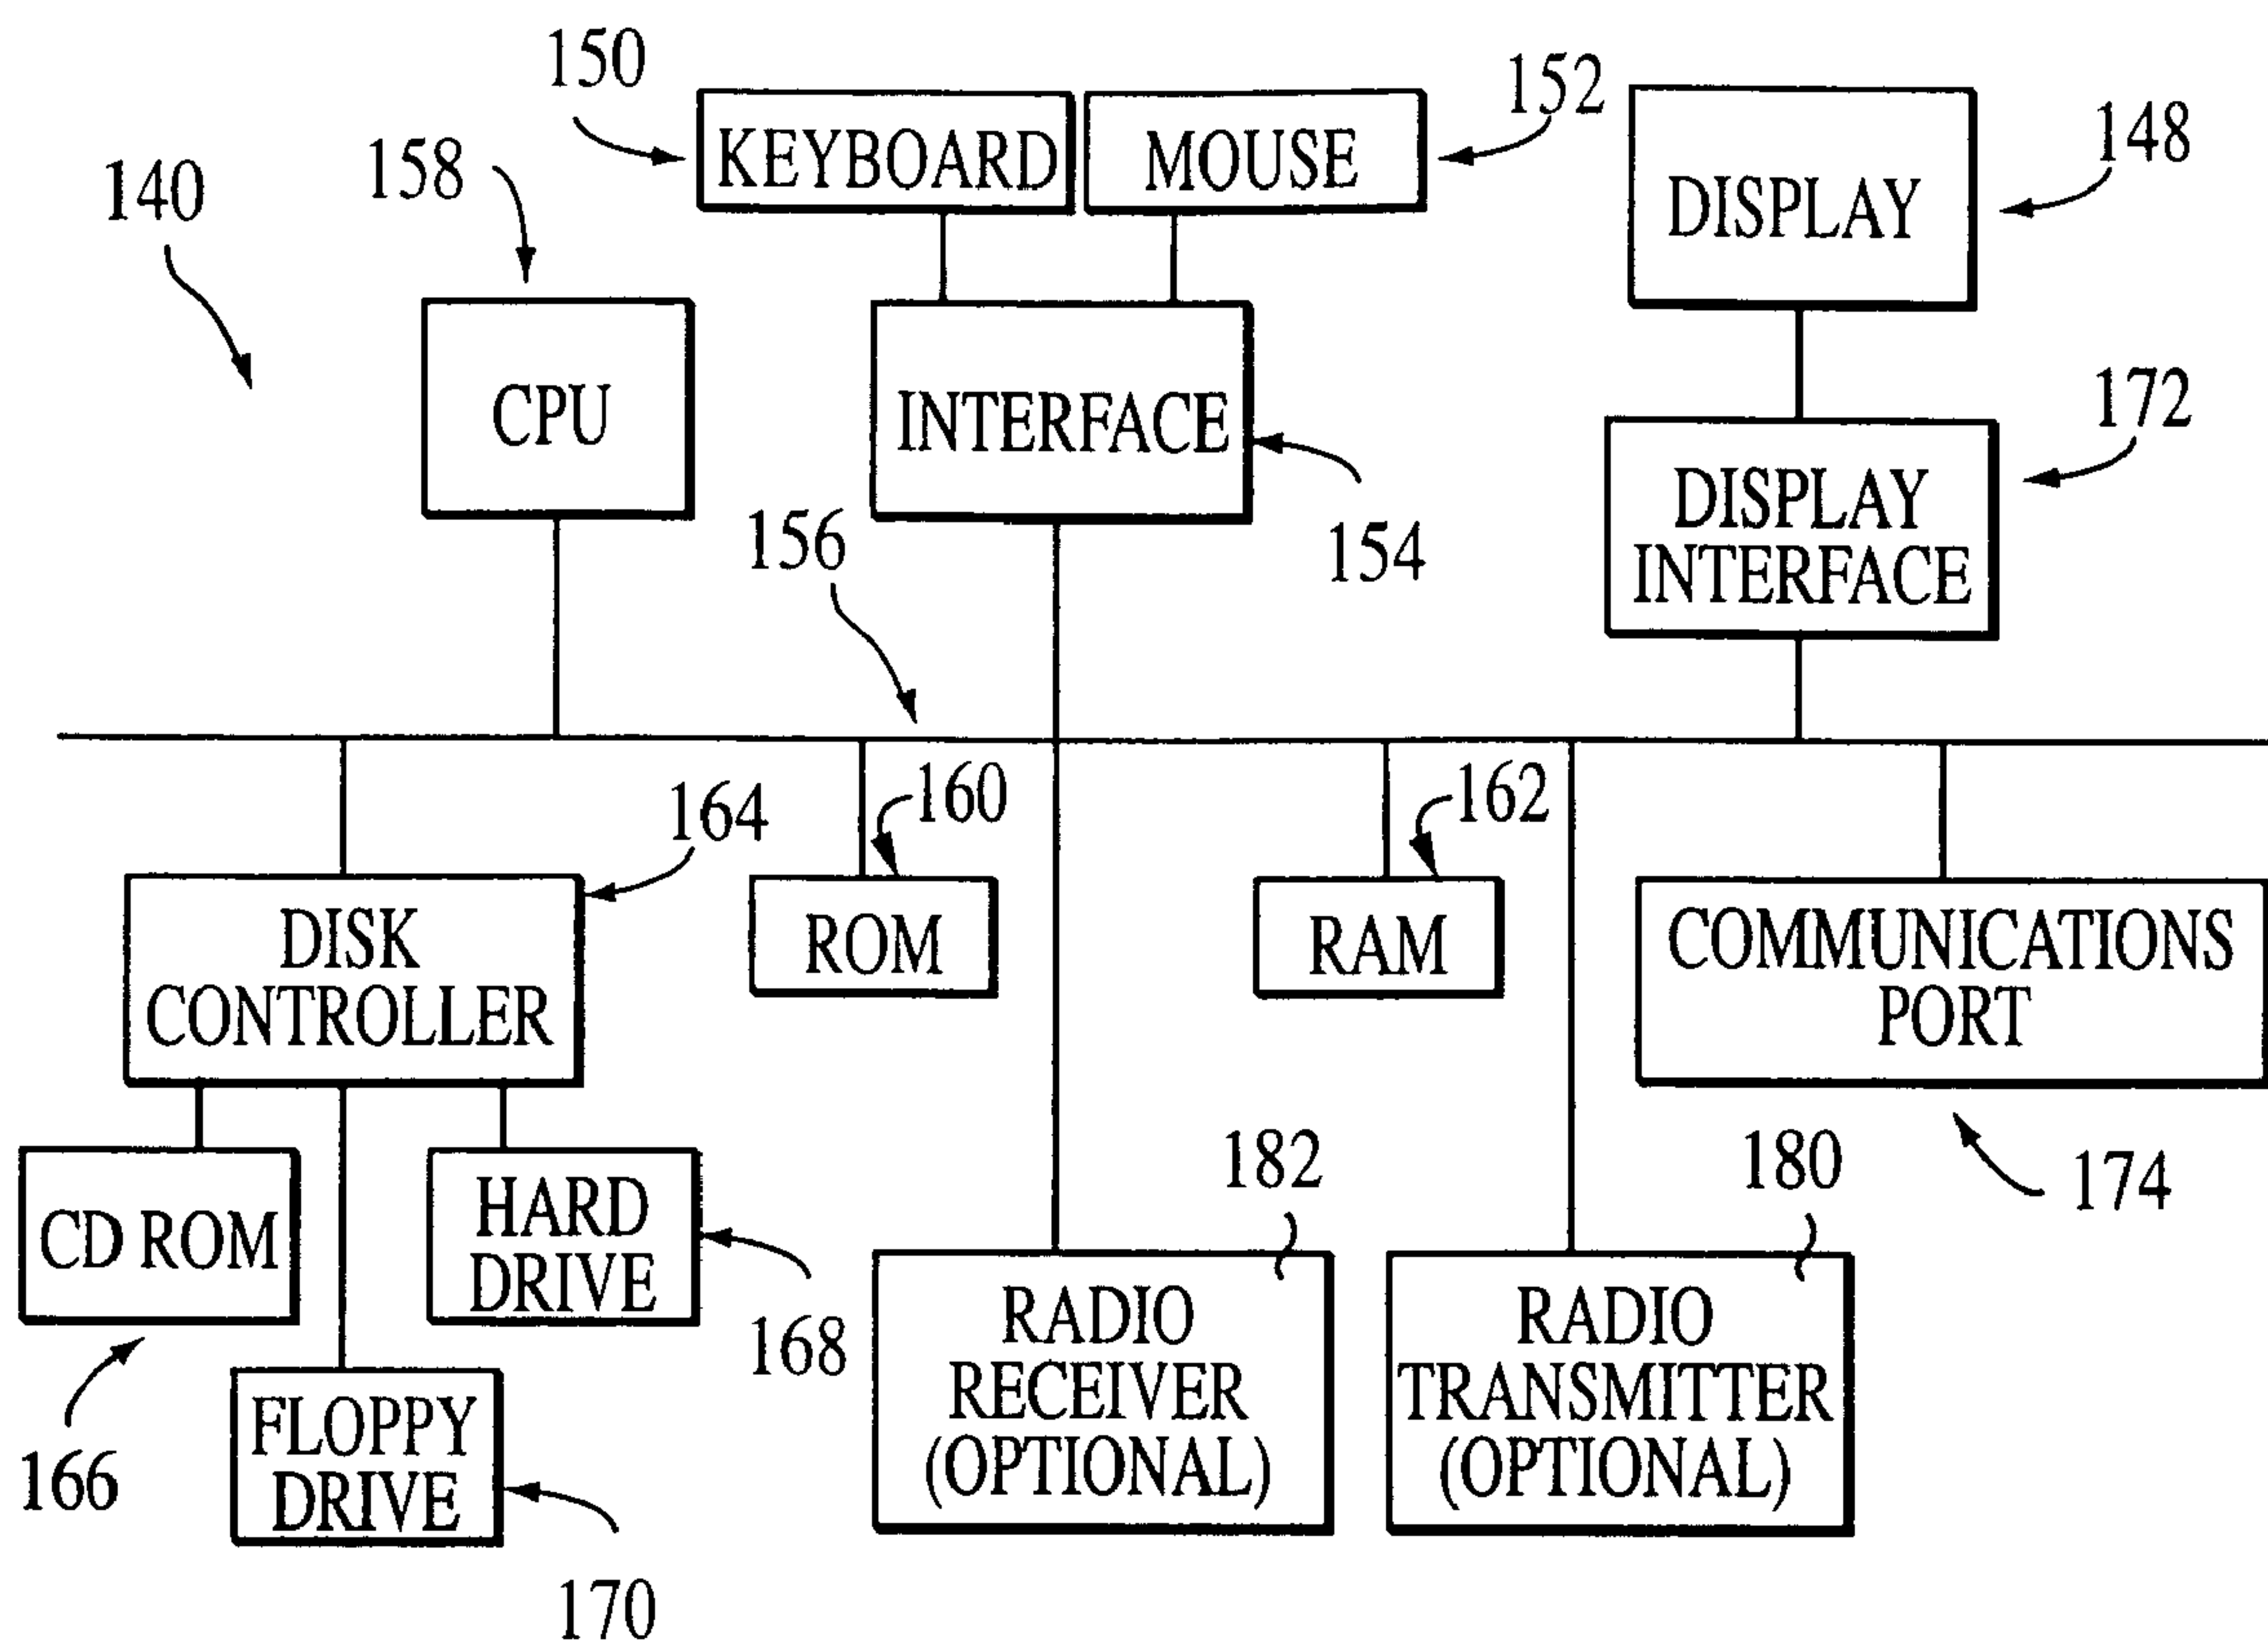 150
KEYBOARD
MOUSE
152
DISPLAY
148
158
140
CPU
INTERFACE
154
172
DISPLAY
INTERFACE
156
164
160
162
DISK
CONTROLLER
ROM
RAM
COMMUNICATIONS
PORT
174
CD ROM
166
HARD
DRIVE
168
FLOPPY
DRIVE
170
182
RADIO
RECEIVER
(OPTIONAL)
180
RADIO
TRANSMITTER
(OPTIONAL)